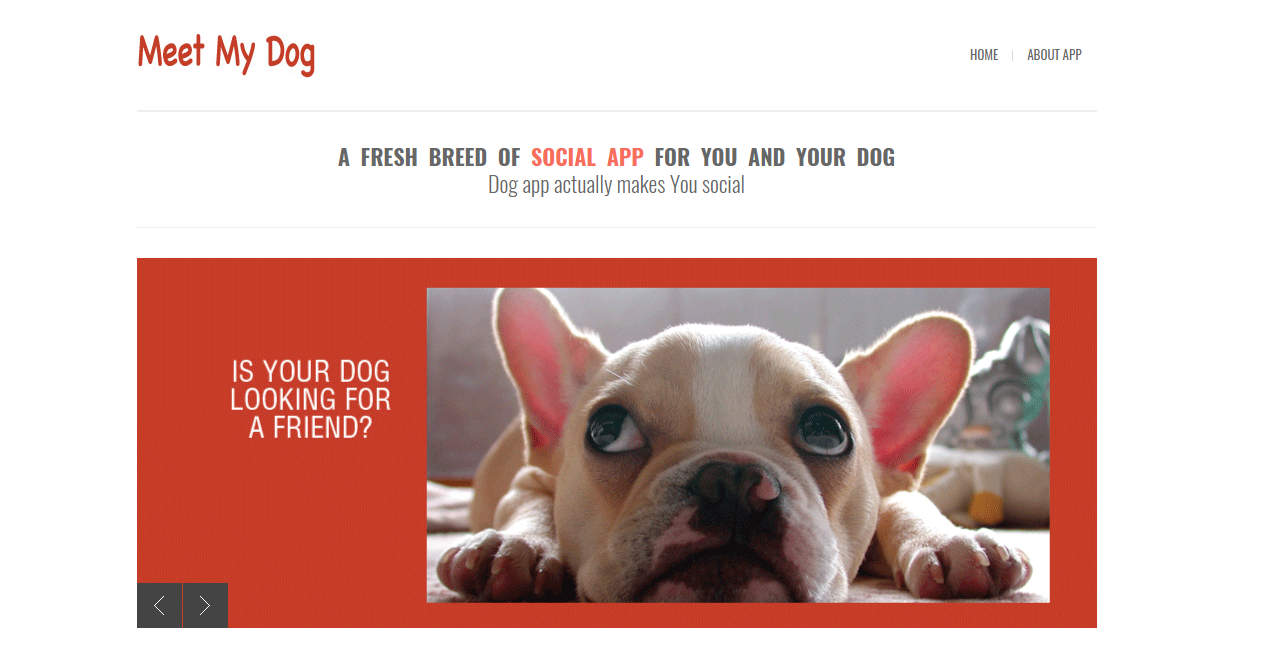 Meet My Dog
HOME
ABOUT APP
A FRESH BREED OF SOCIAL APP FOR YOU AND YOUR DOG
Dog app actually makes You social
IS YOUR DOG
LOOKING FOR
A FRIEND?